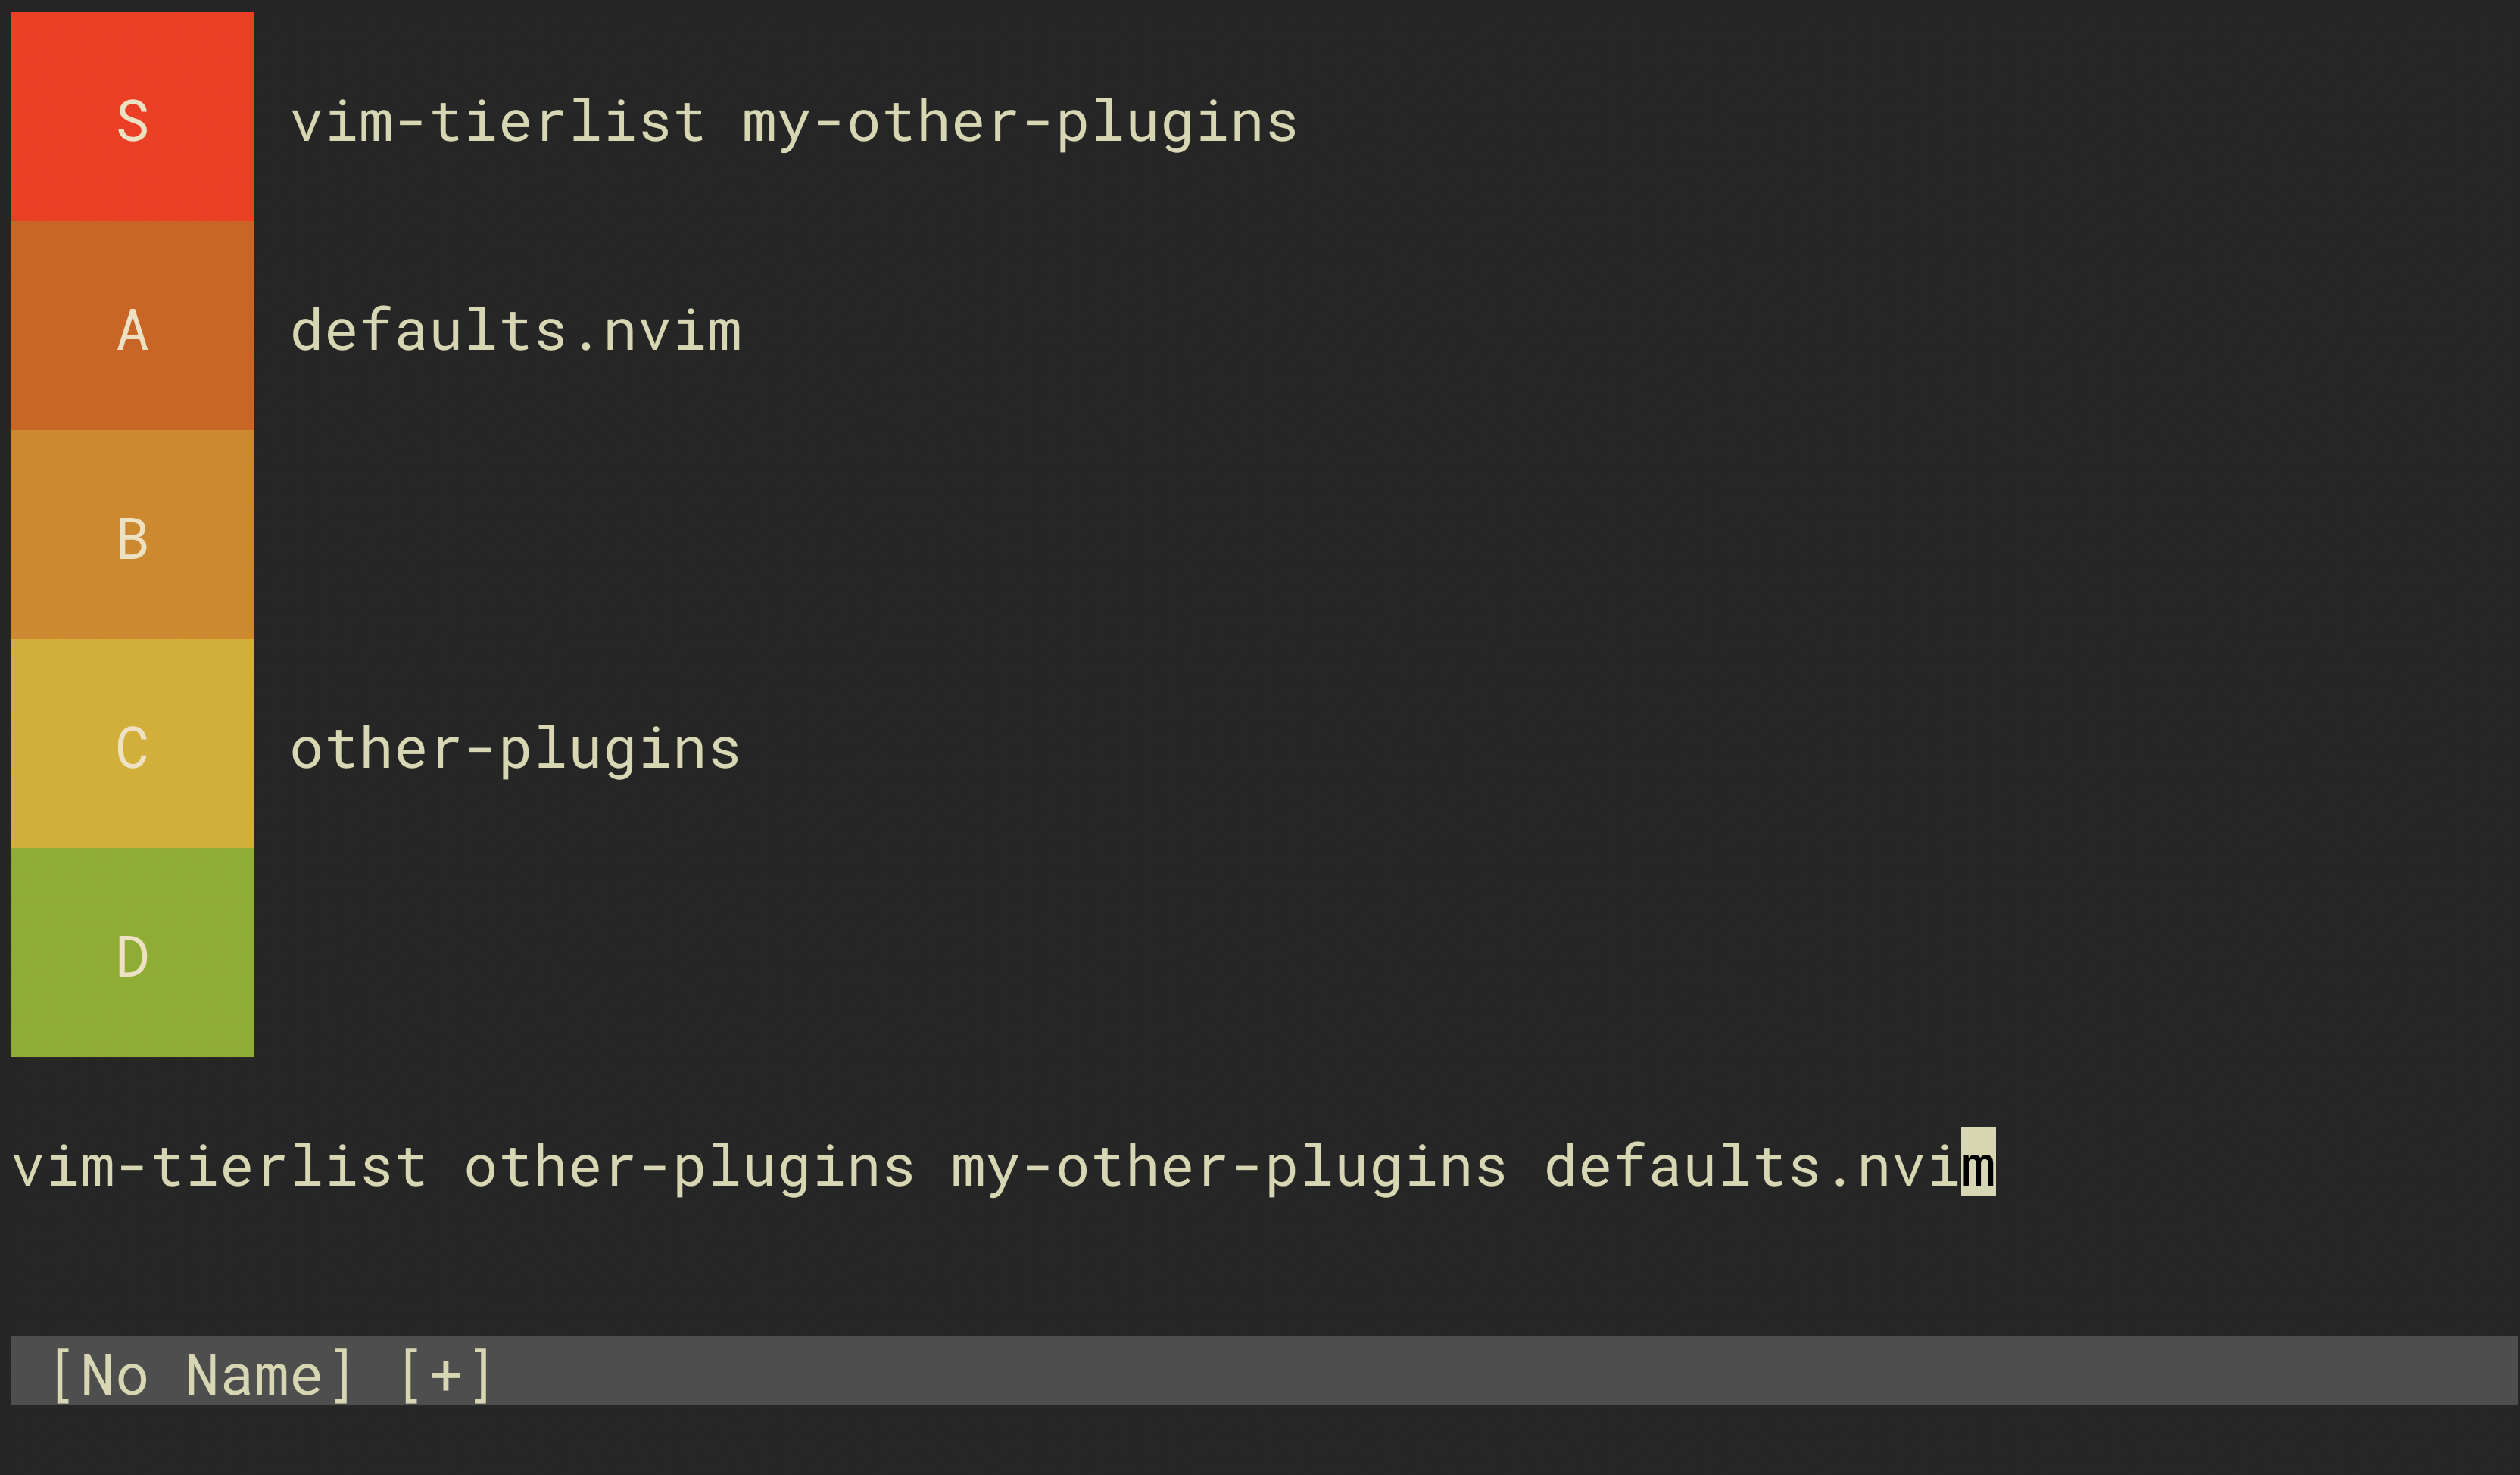 S vim-tierlist my-other-plugins
A defaults.nvim
B
C other-plugins
D
vim-tierlist other-plugins my-other-plugins defaults.nvim
[No Name] [+]